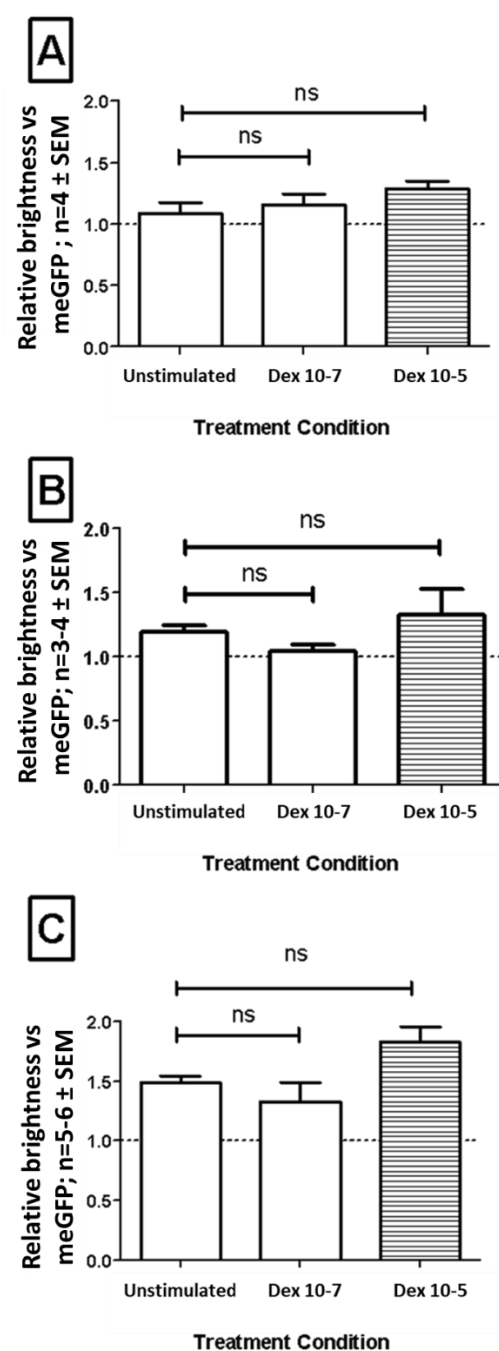 A
Relative brightness vs
meGFP ; n=4 ± SEM
ns
ns
2.0
1.5
1.0
0.5
0.0
Unstimulated Dex 10-7 Dex 10-5
Treatment Condition
B
Relative brightness vs
meGFP; n=3-4 ± SEM
ns
ns
2.0
1.5
1.0
0.5
0.0
Unstimulated Dex 10-7 Dex 10-5
Treatment Condition
C
Relative brightness vs
meGFP; n=5-6 ± SEM
ns
ns
2.0
1.5
1.0
0.5
0.0
Unstimulated Dex 10-7 Dex 10-5
Treatment Condition